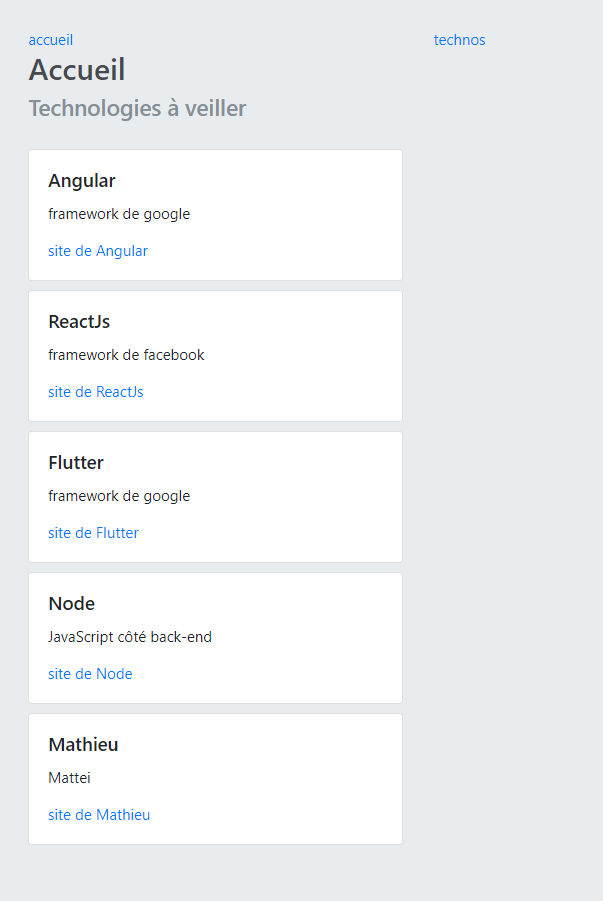 accueil technos
Accueil
Technologies à veiller
Angular
framework de google
site de Angular
ReactJs
framework de facebook
site de ReactJs
Flutter
framework de google
site de Flutter
Node
JavaScript côté back-end
site de Node
Mathieu
Mattei
site de Mathieu